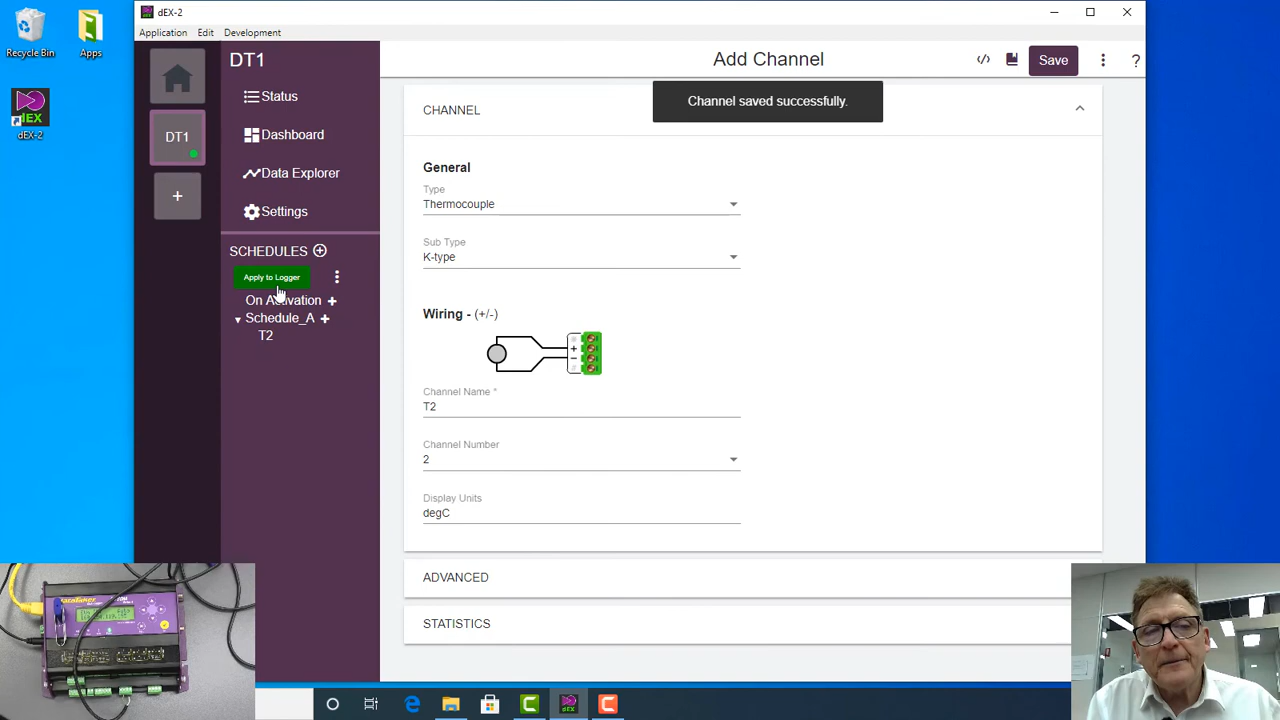 dEX-2
Application Edit Development
Recycle Bin
Apps
dEX
dEX-2
DT1
+
DT1
Status
Dashboard
Data Explorer
Settings
SCHEDULES
Apply to Logger
On Activation +
Schedule_A +
T2
Add Channel
Save
?
Channel saved successfully.
CHANNEL
General
Type
Thermocouple
Sub Type
K-type
Wiring - (+/-)
+
−
Channel Name *
T2
Channel Number
2
Display Units
degC
ADVANCED
STATISTICS
dataTaker